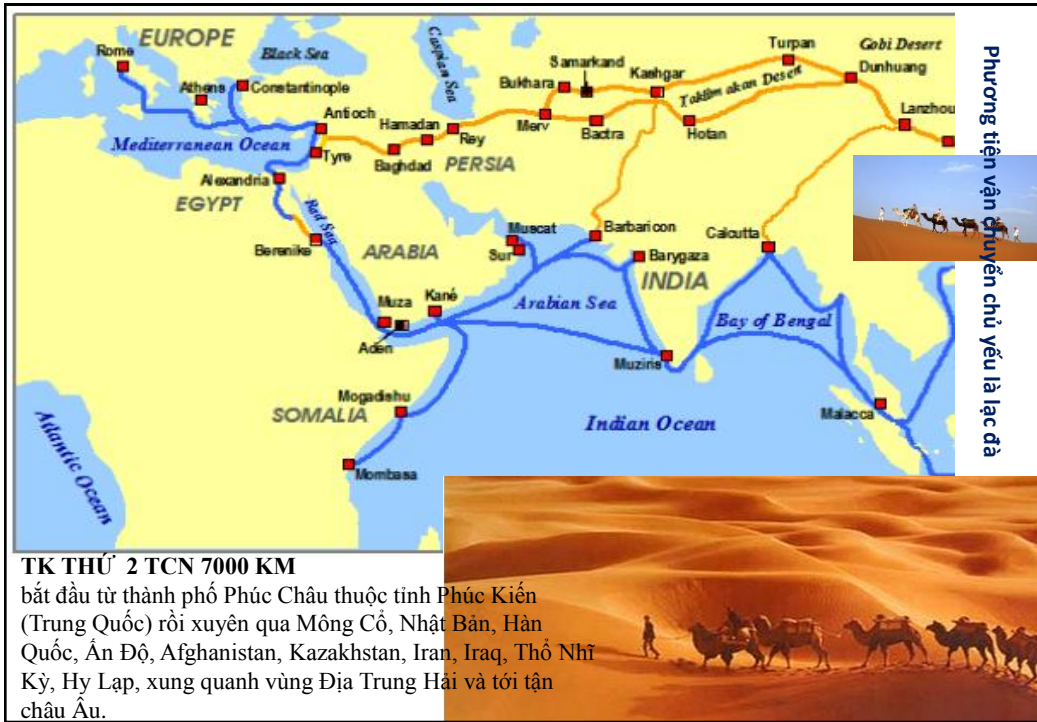 EUROPE
Rome
Black Sea
Caspian Sea
Athens
Constantinople
Samarkand
Bukhara
Kashgar
Turpan
Gobi Desert
Dunhuang
Taklim akan Desert
Lanzhou
Antioch
Hamadan
Rey
Merv
Bactra
Hotan
Mediterranean Ocean
Tyre
Baghdad
PERSIA
Alexandria
EGYPT
Red Sea
Berenike
ARABIA
Muscat
Sur
Barbaricon
Barygaza
Calcutta
INDIA
Muza
Kané
Aden
Arabian Sea
Bay of Bengal
Muziris
Malacca
Mogadishu
SOMALIA
Indian Ocean
Atlantic Ocean
Mombasa
Phương tiện vận chuyển chủ yếu là lạc đà
TK THỨ 2 TCN 7000 KM
bắt đầu từ thành phố Phúc Châu thuộc tỉnh Phúc Kiến
(Trung Quốc) rồi xuyên qua Mông Cổ, Nhật Bản, Hàn
Quốc, Ấn Độ, Afghanistan, Kazakhstan, Iran, Iraq, Thổ Nhĩ
Kỳ, Hy Lạp, xung quanh vùng Địa Trung Hải và tới tận
châu Âu.